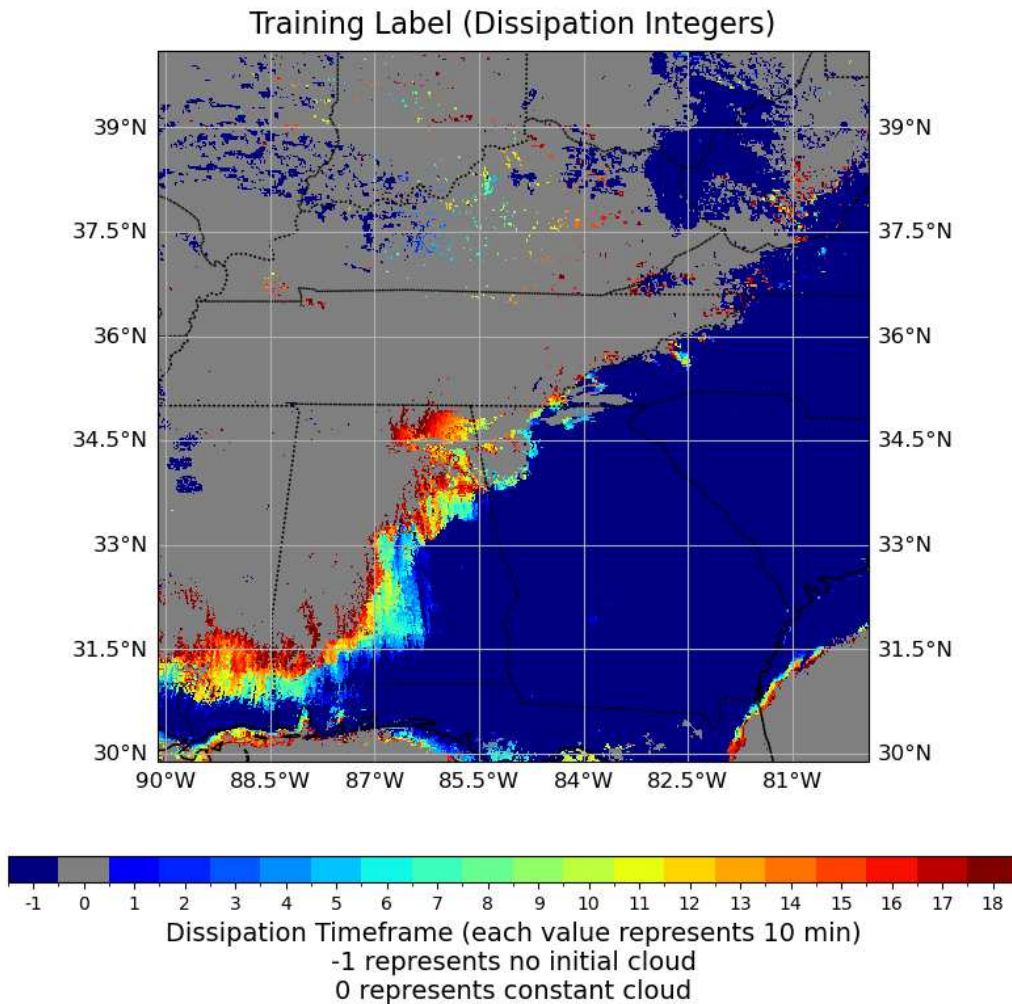 Training Label (Dissipation Integers)
39°N 39°N
37.5°N 37.5°N
36°N 36°N
34.5°N 34.5°N
33°N 33°N
31.5°N 31.5°N
30°N 30°N
90°W 88.5°W 87°W 85.5°W 84°W 82.5°W 81°W
-1 0 1 2 3 4 5 6 7 8 9 10 11 12 13 14 15 16 17 18
Dissipation Timeframe (each value represents 10 min)
-1 represents no initial cloud
0 represents constant cloud